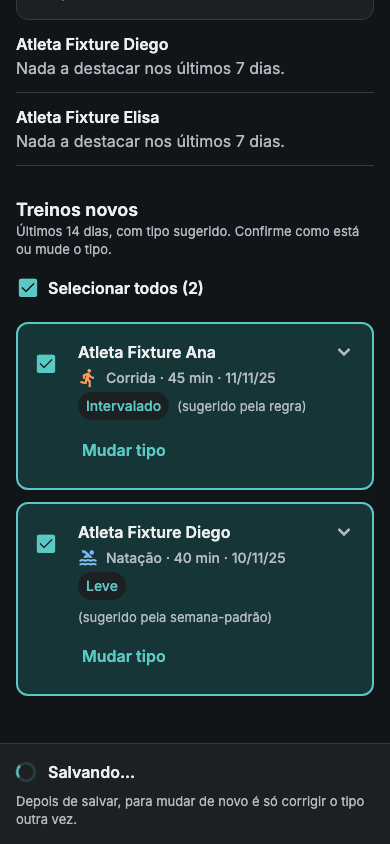 Atleta Fixture Diego
Nada a destacar nos últimos 7 dias.
Atleta Fixture Elisa
Nada a destacar nos últimos 7 dias.
Treinos novos
Últimos 14 dias, com tipo sugerido. Confirme como está
ou mude o tipo.
Selecionar todos (2)
Atleta Fixture Ana
Corrida · 45 min · 11/11/25
Intervalado (sugerido pela regra)
Mudar tipo
Atleta Fixture Diego
Natação · 40 min · 10/11/25
Leve
(sugerido pela semana-padrão)
Mudar tipo
Salvando...
Depois de salvar, para mudar de novo é só corrigir o tipo
outra vez.